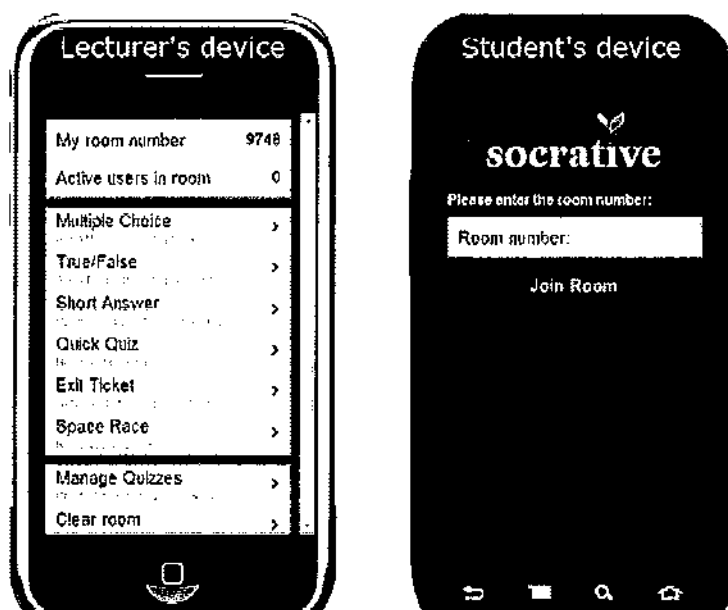 Lecturer's device
My room number 9748
Active users in room 0
Multiple Choice
True/False
Short Answer
Quick Quiz
Exit Ticket
Space Race
Manage Quizzes
Clear room
Student's device
socrative
Please enter the room number:
Room number:
Join Room